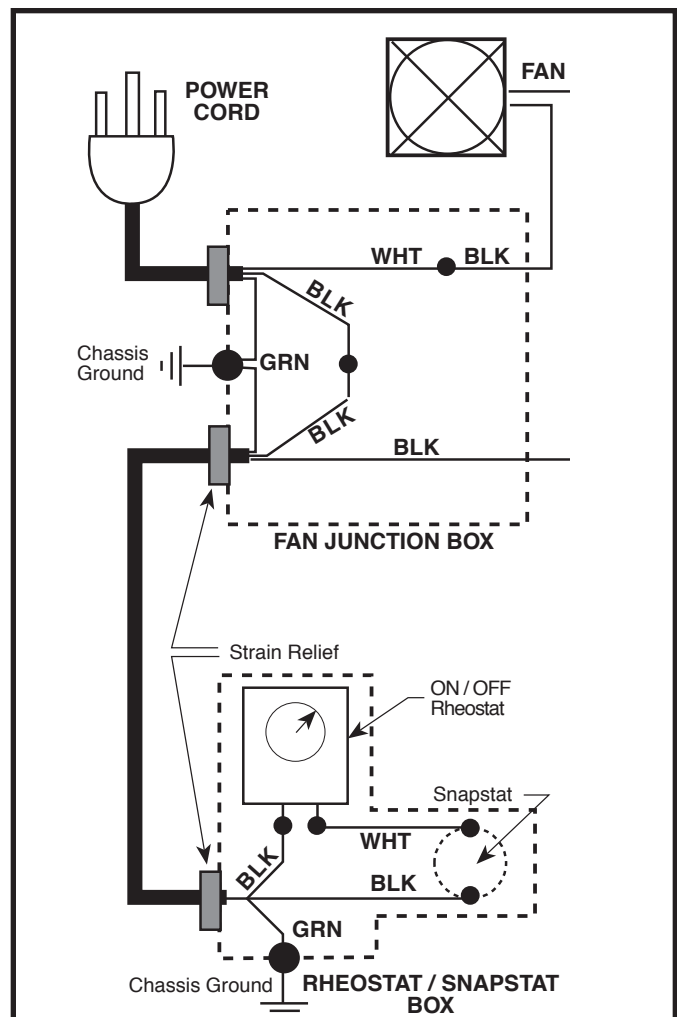 POWER
CORD
FAN
WHT
BLK
BLK
Chassis
Ground
GRN
BLK
BLK
FAN JUNCTION BOX
Strain Relief
ON / OFF
Rheostat
Snapstat
WHT
BLK
BLK
GRN
Chassis Ground
RHEOSTAT / SNAPSTAT
BOX